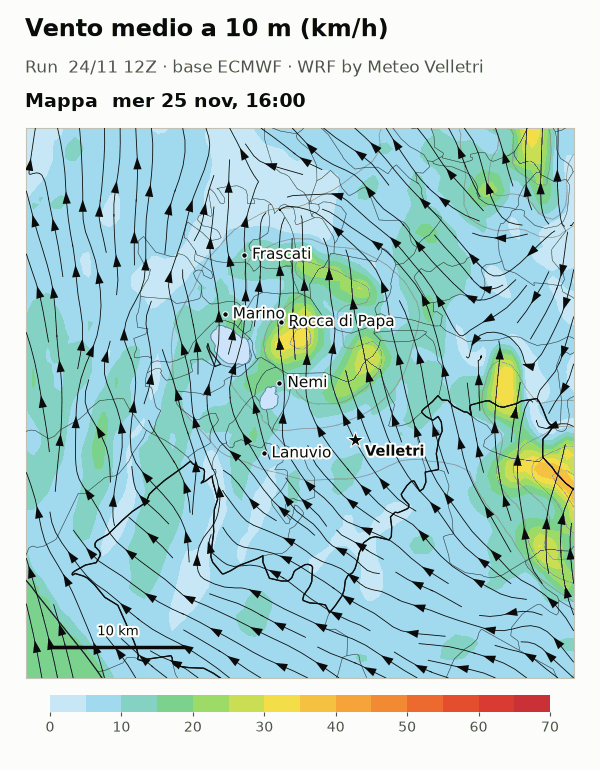 Vento medio a 10 m (km/h)
Run  24/11 12Z · base ECMWF · WRF by Meteo Velletri
Mappa  mer 25 nov, 16:00
Frascati
Marino
Rocca di Papa
Nemi
Velletri
Lanuvio
10 km
0 10 20 30 40 50 60 70